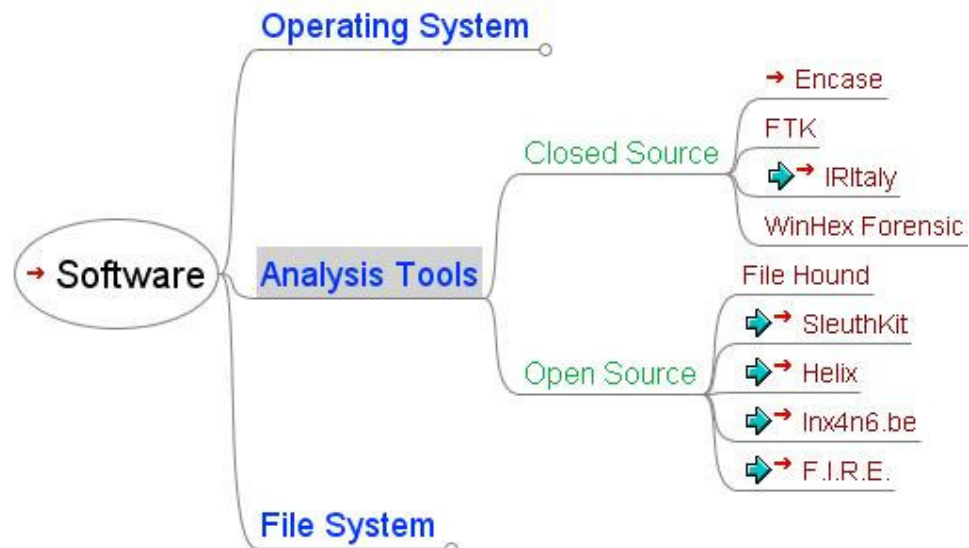 Operating System
Encase
FTK
Closed Source
IRItaly
WinHex Forensic
Software
Analysis Tools
File Hound
SleuthKit
Open Source
Helix
lnx4n6.be
F.I.R.E.
File System